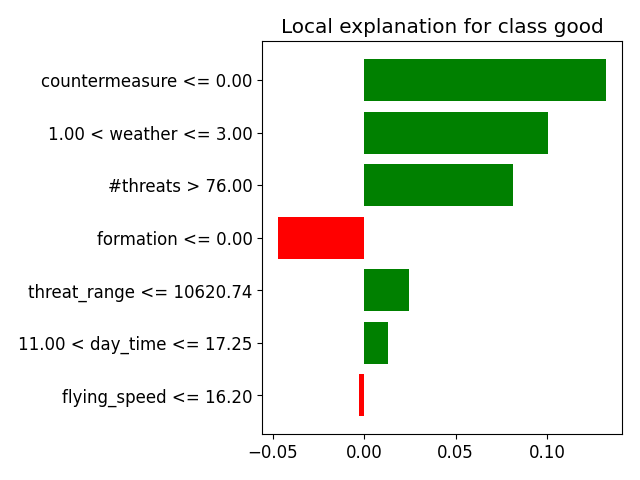 Local explanation for class good
countermeasure <= 0.00
1.00 < weather <= 3.00
#threats > 76.00
formation <= 0.00
threat_range <= 10620.74
11.00 < day_time <= 17.25
flying_speed <= 16.20
−0.05 0.00 0.05 0.10